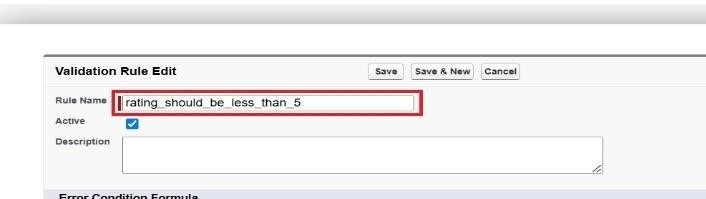 Validation Rule Edit Save Save & New Cancel
Rule Name rating_should_be_less_than_5
Active
Description
Error Condition Formula